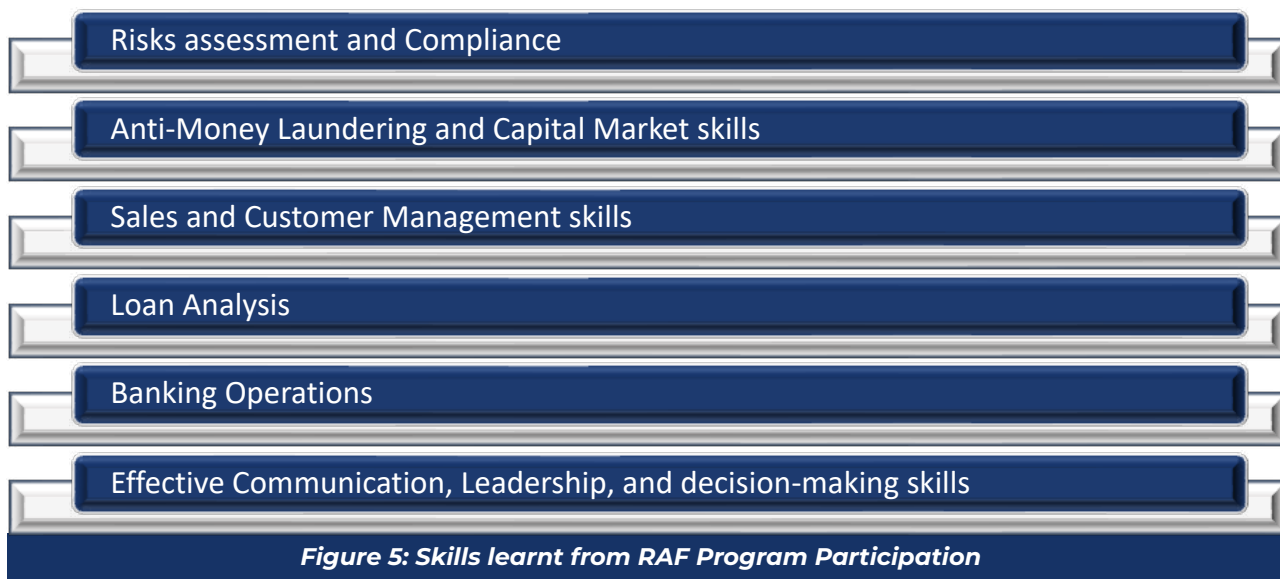 Risks assessment and Compliance
Anti-Money Laundering and Capital Market skills
Sales and Customer Management skills
Loan Analysis
Banking Operations
Effective Communication, Leadership, and decision-making skills
Figure 5: Skills learnt from RAF Program Participation